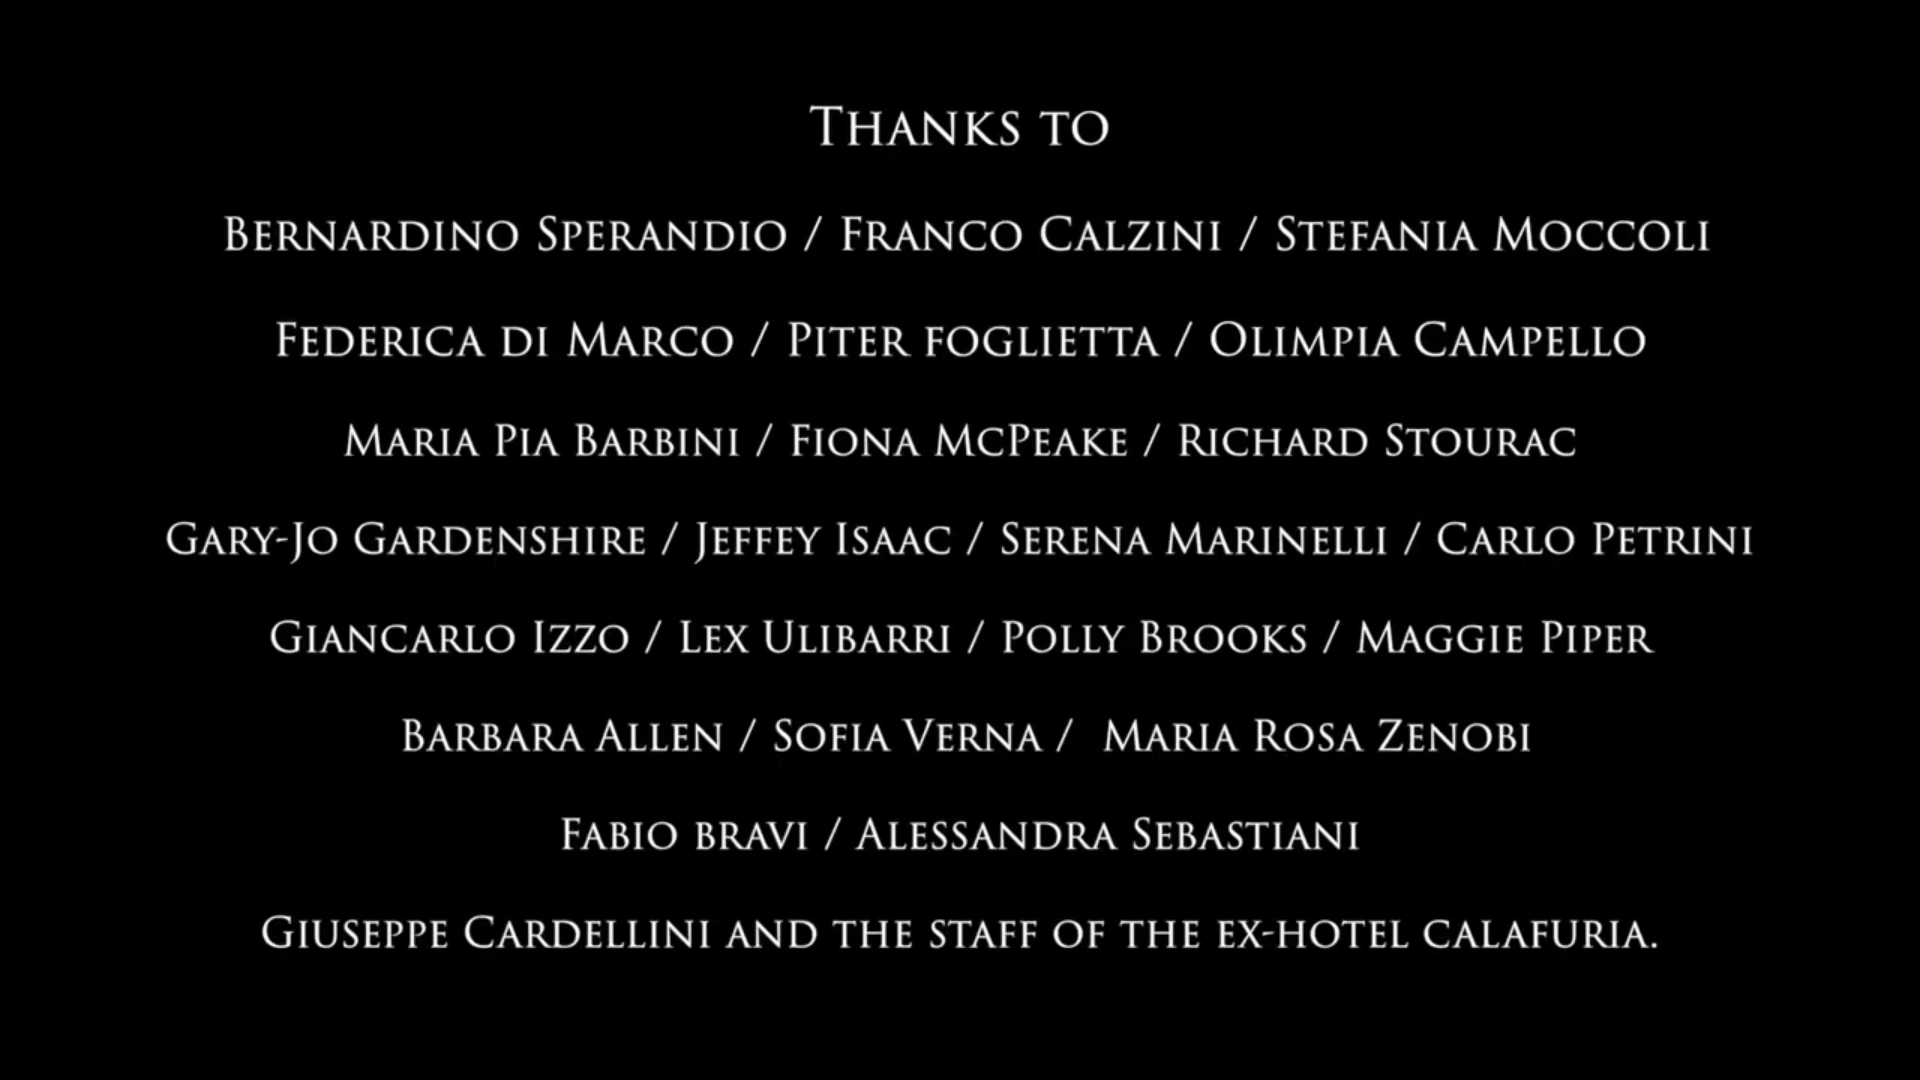 Thanks to
Bernardino Sperandio / Franco Calzini / Stefania Moccoli
Federica di Marco / Piter foglietta / Olimpia Campello
Maria Pia Barbini / Fiona McPeake / Richard Stourac
Gary-Jo Gardenshire / Jeffey Isaac / Serena Marinelli / Carlo Petrini
Giancarlo Izzo / Lex Ulibarri / Polly Brooks / Maggie Piper
Barbara Allen / Sofia Verna / Maria Rosa Zenobi
Fabio bravi / Alessandra Sebastiani
Giuseppe Cardellini and the staff of the ex-hotel calafuria.